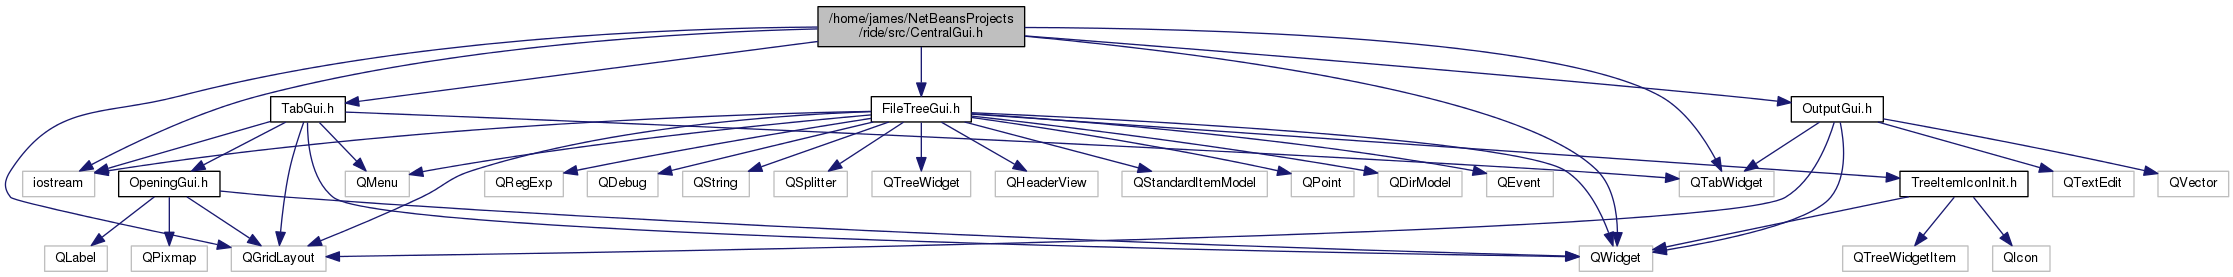 /home/james/NetBeansProjects
/ride/src/CentralGui.h
TabGui.h
FileTreeGui.h
OutputGui.h
iostream
OpeningGui.h
QMenu
QRegExp
QDebug
QString
QSplitter
QTreeWidget
QHeaderView
QStandardItemModel
QPoint
QDirModel
QEvent
QTabWidget
TreeItemIconInit.h
QTextEdit
QVector
QLabel
QPixmap
QGridLayout
QWidget
QTreeWidgetItem
QIcon